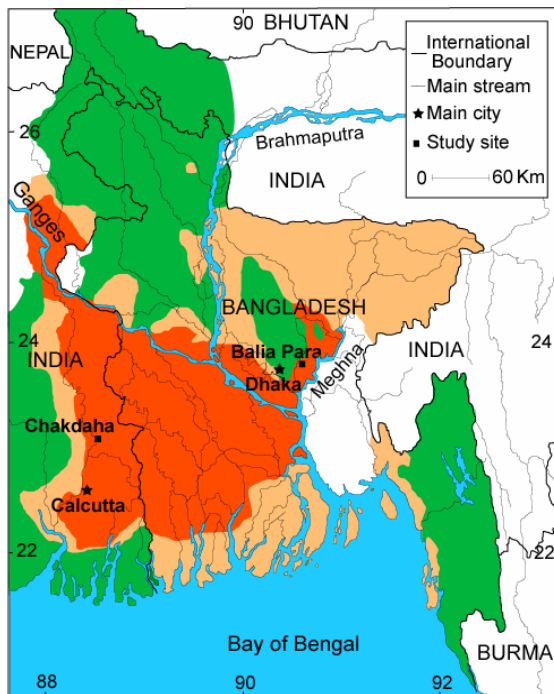 90
BHUTAN
NEPAL
International
Boundary
Main stream
Main city
Study site
0 60 Km
26
Brahmaputra
INDIA
Ganges
BANGLADESH
24
24
INDIA
Balia Para
Meghna
INDIA
Dhaka
Chakdaha
Calcutta
22
22
Bay of Bengal
BURMA
88
90
92